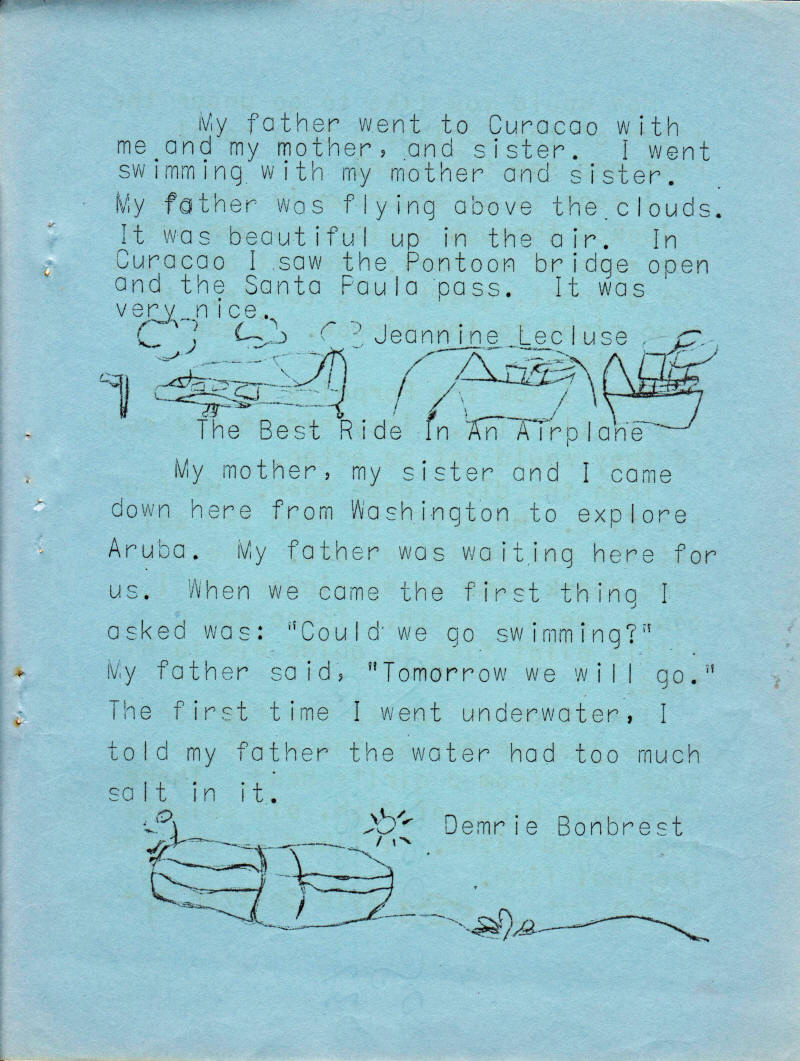 My father went to Curacao with
me and my mother, and sister. I went
swimming with my mother and sister.
My father was flying above the clouds.
It was beautiful up in the air. In
Curacao I saw the Pontoon bridge open
and the Santa Paula pass. It was
very nice.
Jeannine Lecluse
The Best Ride In An Airplane
My mother, my sister and I came
down here from Washington to explore
Aruba. My father was waiting here for
us. When we came the first thing I
asked was: "Could we go swimming?"
My father said, "Tomorrow we will go."
The first time I went underwater, I
told my father the water had too much
salt in it.
Demrie Bonbrest